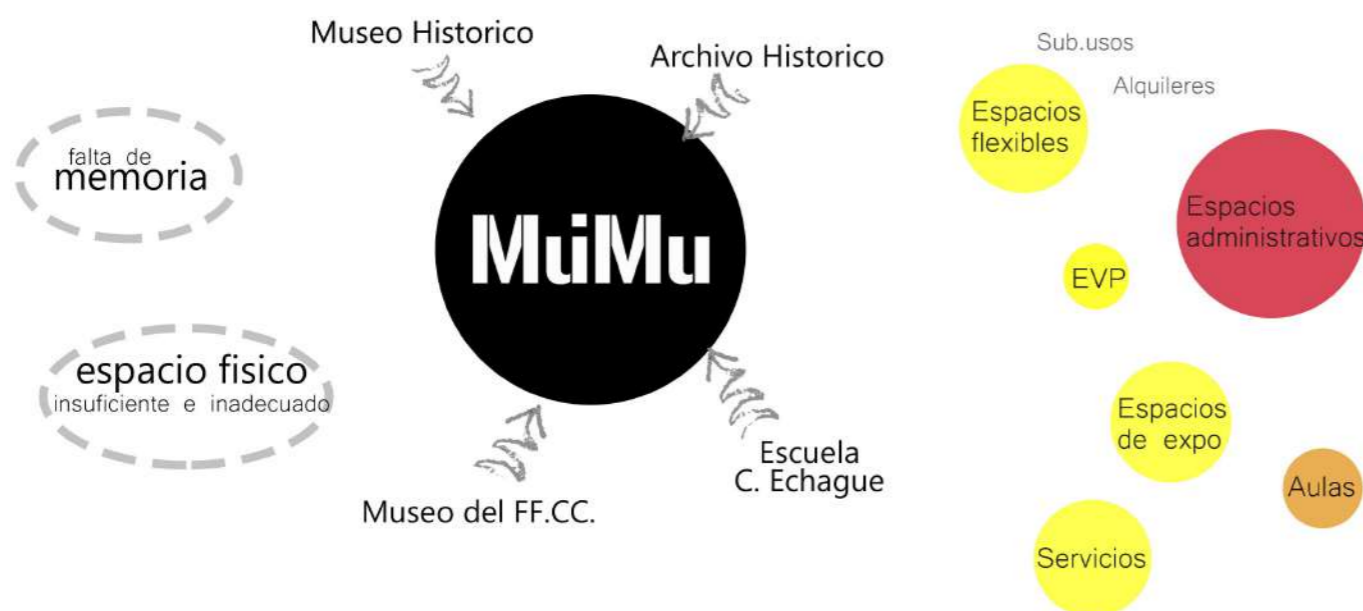 falta de
memoria
espacio fisico
insuficiente e inadecuado
Museo Historico
Archivo Historico
MuiMu
Museo del FF.CC.
Escuela
C. Echague
Sub.usos
Alquileres
Espacios
flexibles
Espacios
administrativos
EVP
Espacios
de expo
Aulas
Servicios